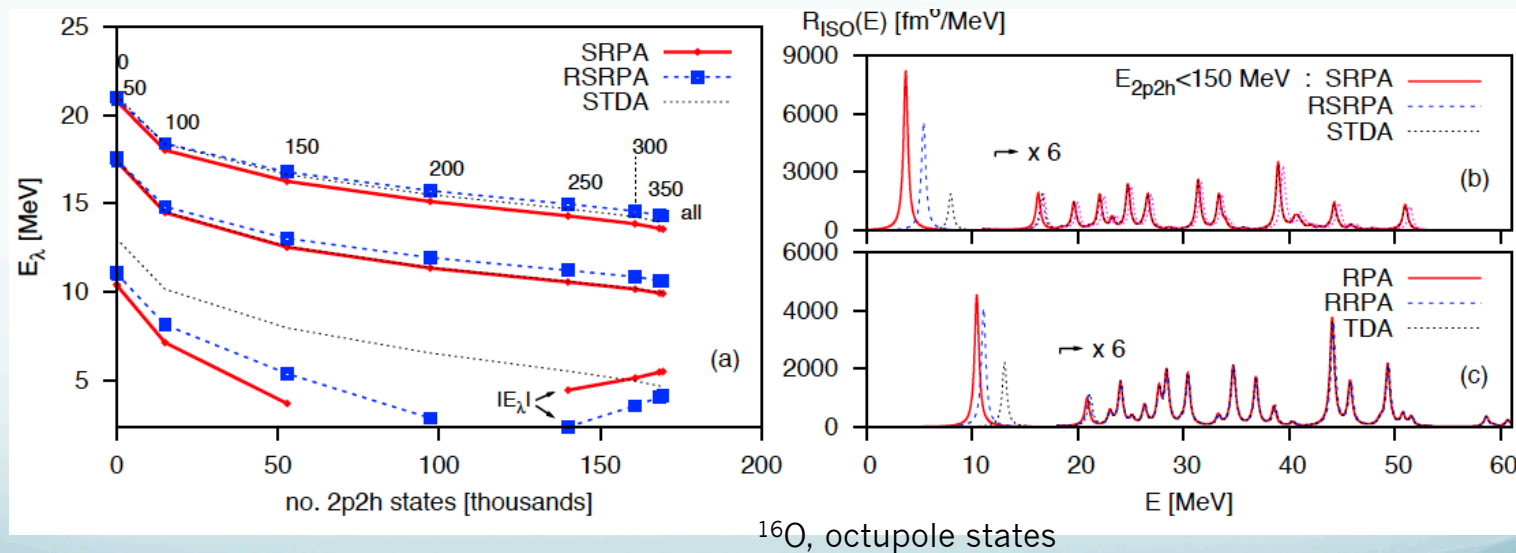 25
20
15
10
5
E_λ [MeV]
0
50
100
150
200
250
300
350
all
SRPA
RSRPA
STDA
(a)
|E_λ|
0 50 100 150 200
no. 2p2h states [thousands]
R_ISO(E) [fm⁶/MeV]
9000
6000
3000
0
E_2p2h<150 MeV : SRPA
RSRPA
STDA
x 6
(b)
6000
4000
2000
0
RPA
RRPA
TDA
x 6
(c)
0 10 20 30 40 50 60
E [MeV]
¹⁶O, octupole states